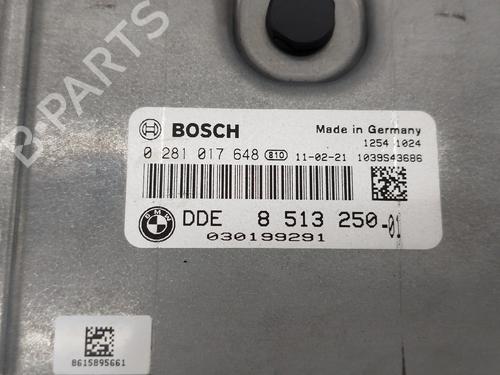 B-PARTS
BOSCH
Made in Germany
1254 1024
0 281 017 648 810 11-02-21 1039S43686
BMW DDE 8 513 250-01
030199291
8615895661